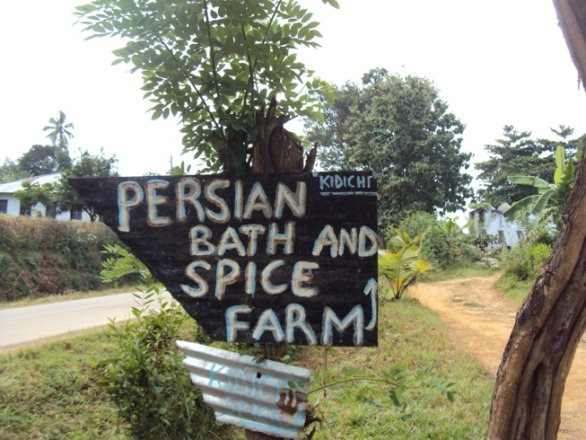 KIDICHI
PERSIAN
BATH AND
SPICE
FARM